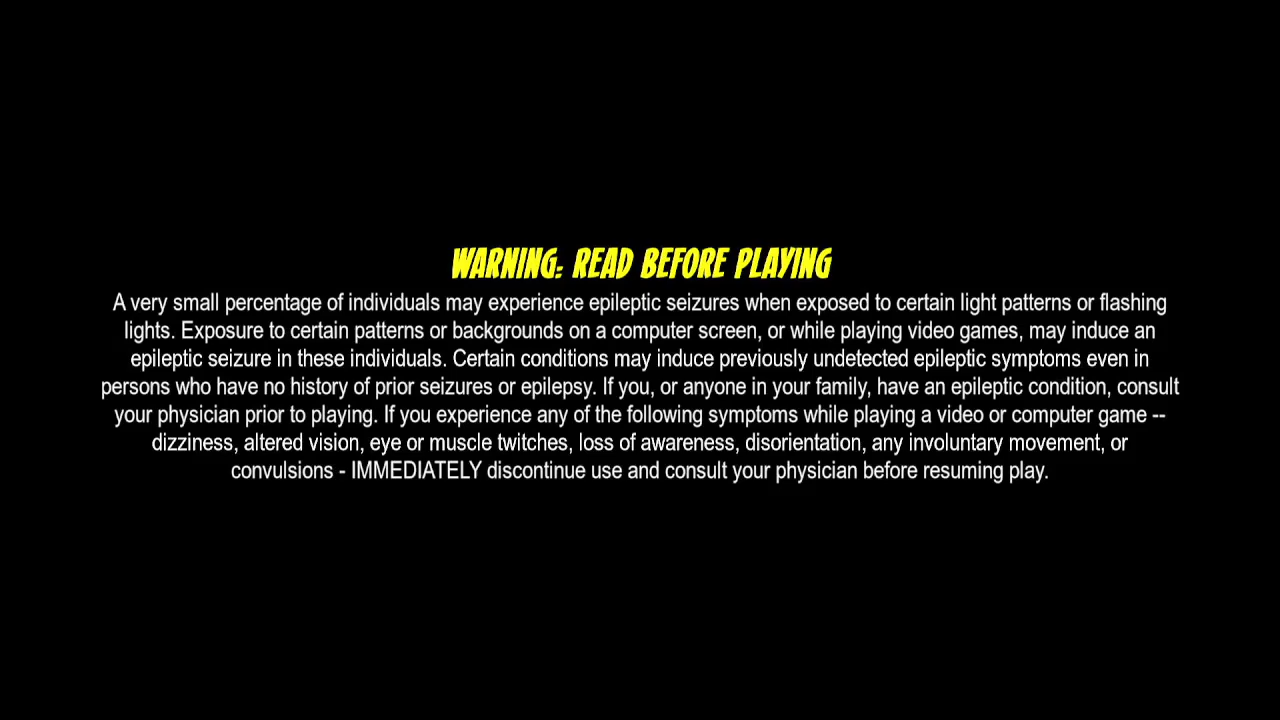 WARNING: READ BEFORE PLAYING
A very small percentage of individuals may experience epileptic seizures when exposed to certain light patterns or flashing
lights. Exposure to certain patterns or backgrounds on a computer screen, or while playing video games, may induce an
epileptic seizure in these individuals. Certain conditions may induce previously undetected epileptic symptoms even in
persons who have no history of prior seizures or epilepsy. If you, or anyone in your family, have an epileptic condition, consult
your physician prior to playing. If you experience any of the following symptoms while playing a video or computer game --
dizziness, altered vision, eye or muscle twitches, loss of awareness, disorientation, any involuntary movement, or
convulsions - IMMEDIATELY discontinue use and consult your physician before resuming play.